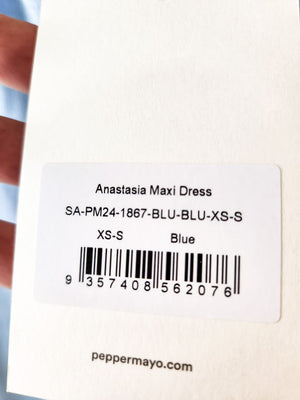 Anastasia Maxi Dress
SA-PM24-1867-BLU-BLU-XS-S
XS-S Blue
9 357408 562076
peppermayo.com